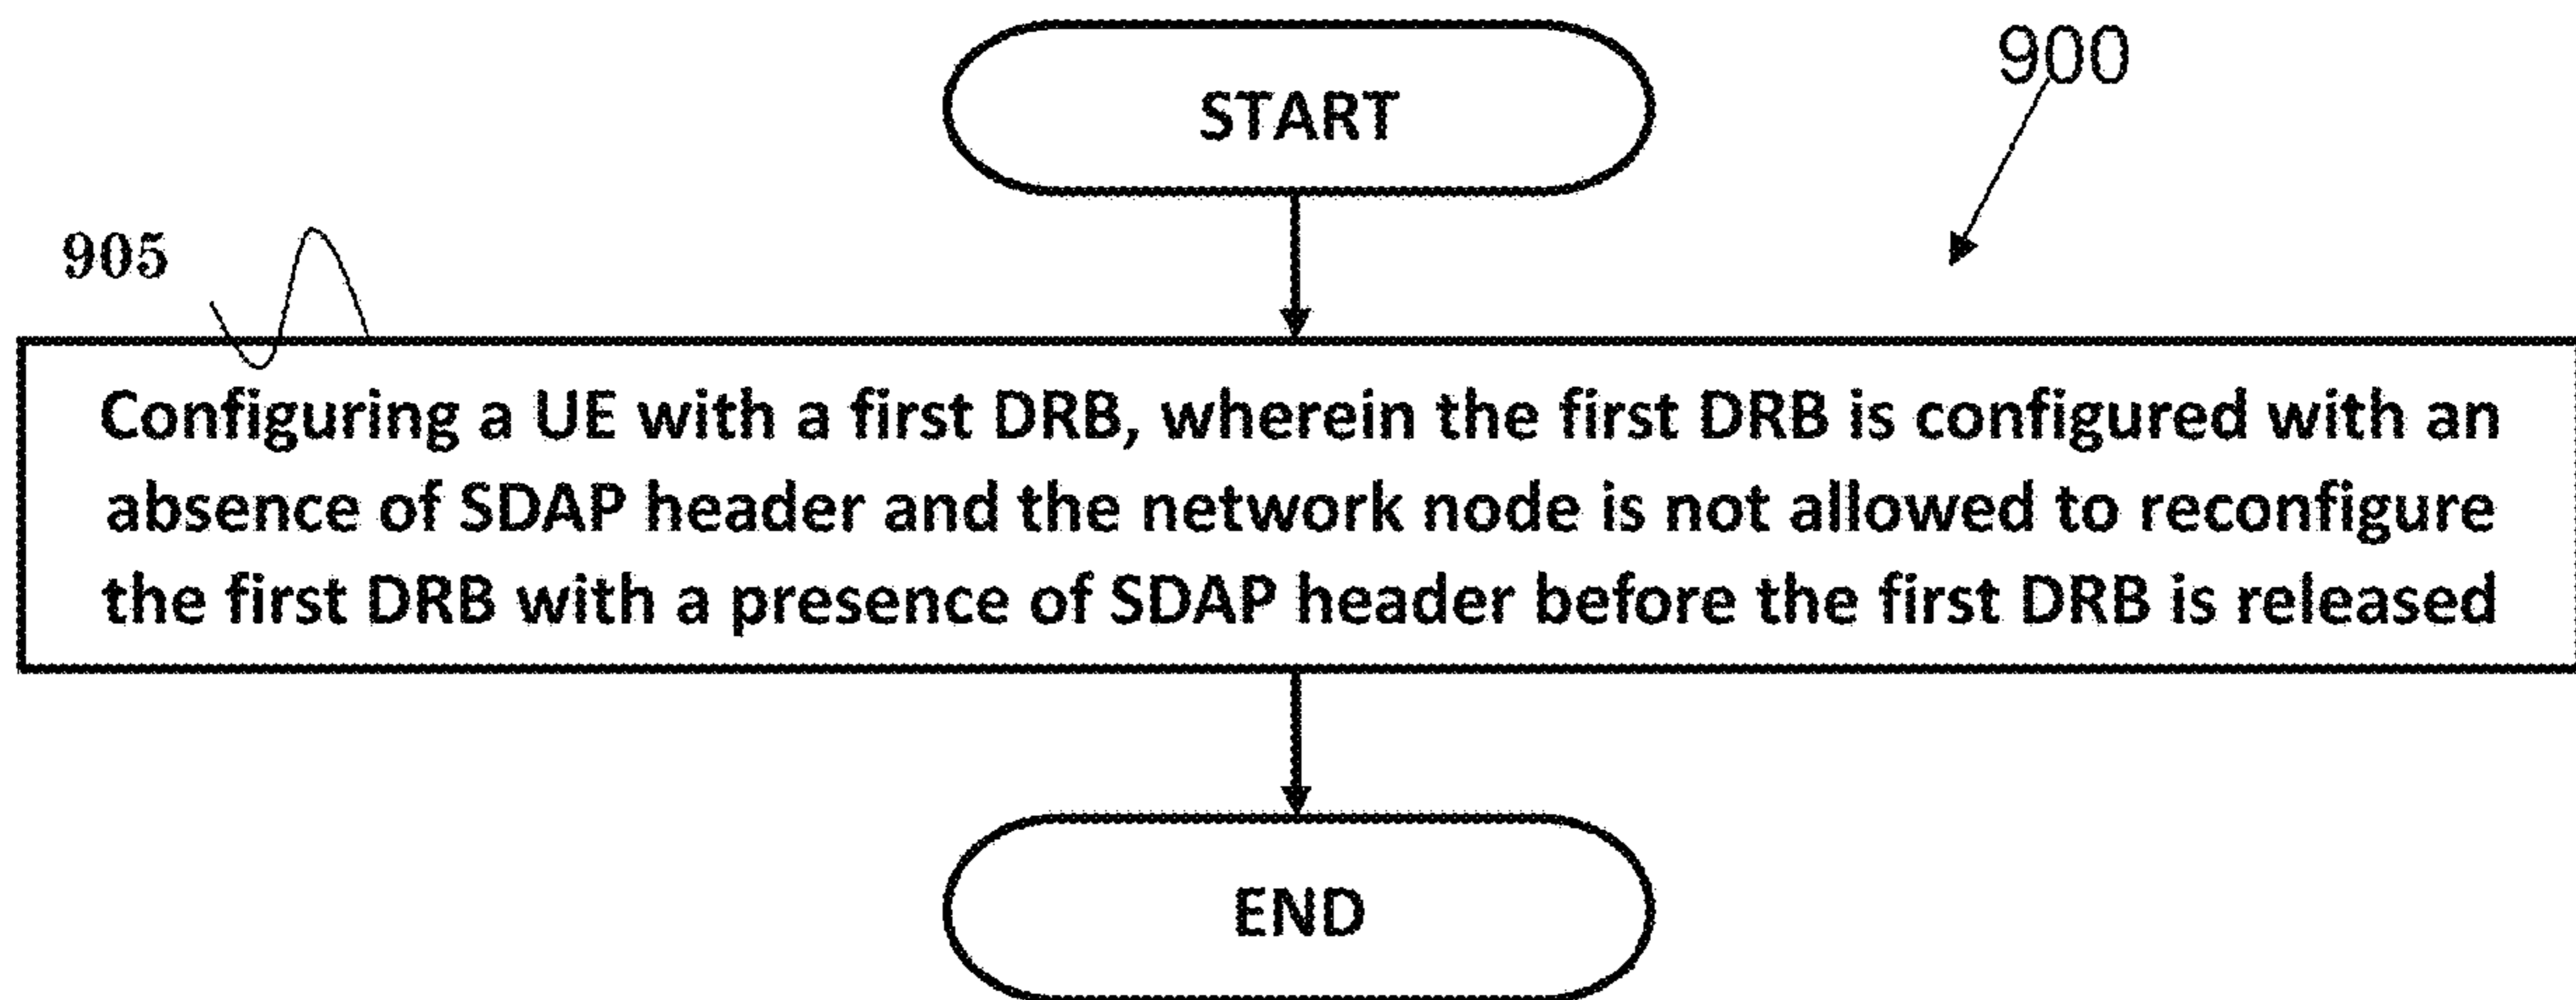 START
900
905
Configuring a UE with a first DRB, wherein the first DRB is configured with an
absence of SDAP header and the network node is not allowed to reconfigure
the first DRB with a presence of SDAP header before the first DRB is released
END